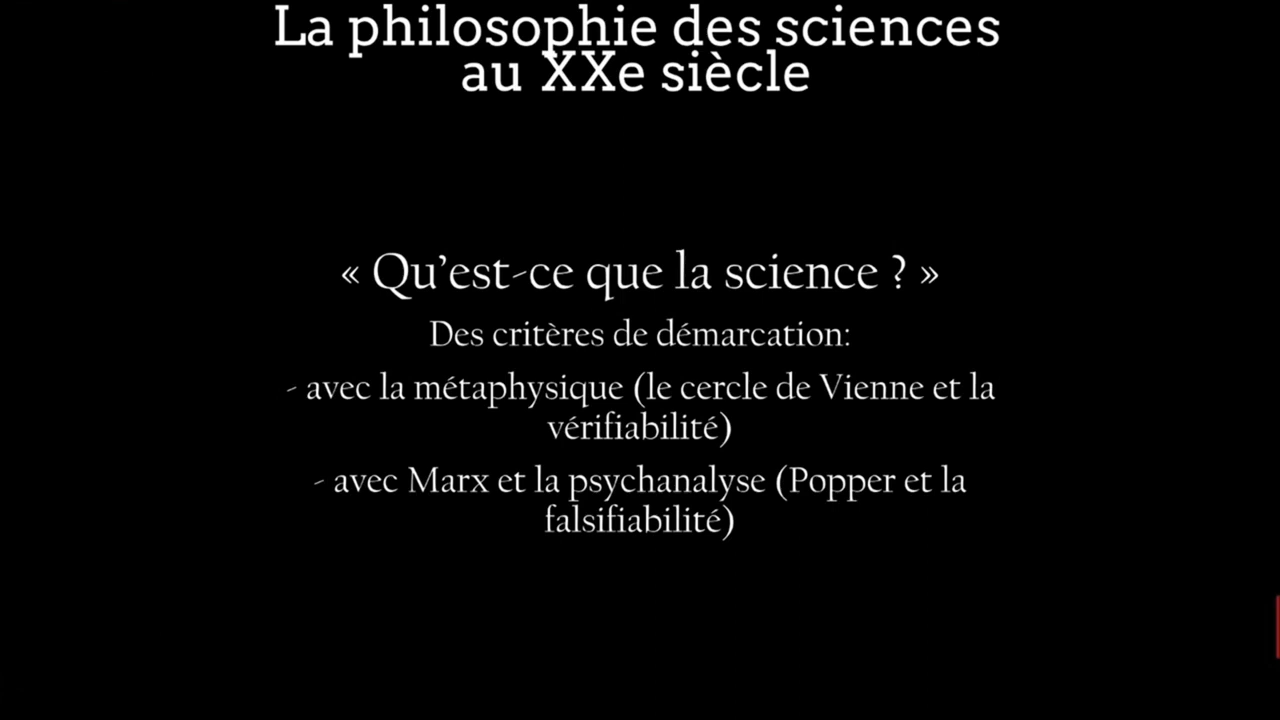 La philosophie des sciences
au XXe siècle
« Qu’est-ce que la science ? »
Des critères de démarcation:
- avec la métaphysique (le cercle de Vienne et la
vérifiabilité)
- avec Marx et la psychanalyse (Popper et la
falsifiabilité)